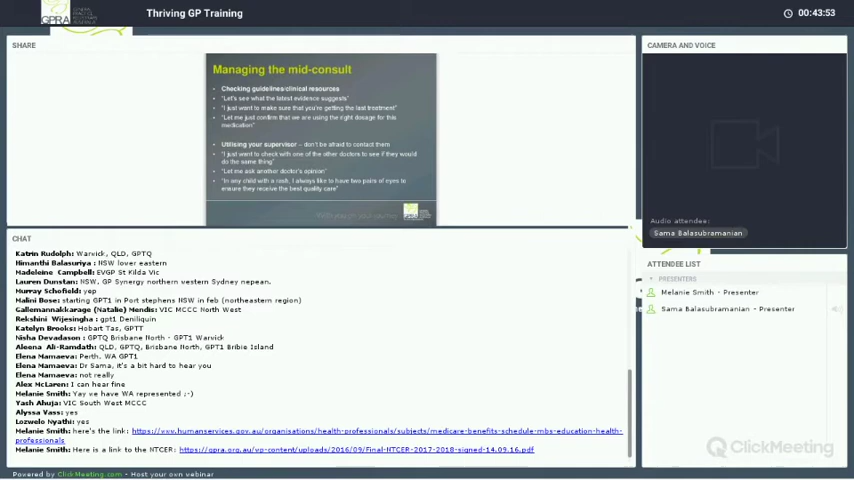 GPRA
GENERAL PRACTICE REGISTRARS AUSTRALIA
Thriving GP Training
00:43:53
SHARE
Managing the mid-consult
• Checking guidelines/clinical resources
• "Let's see what the latest evidence suggests"
• "I just want to make sure that you're getting the last treatment"
• "Let me just confirm that we are using the right dosage for this
medication"
• Utilising your supervisor – don't be afraid to contact them
• "I just want to check with one of the other doctors to see if they would
do the same thing"
• "Let me ask another doctor's opinion"
• "In any child with a rash, I always like to have two pairs of eyes to
ensure they receive the best quality care"
CAMERA AND VOICE
Audio attendee:
Sama Balasubramanian
CHAT
Katrin Rudolph: Warwick, QLD, GPTQ
Nimanthi Balasuriya : NSW lover eastern
Madeleine Campbell: EVGP St Kilda Vic
Lauren Dunstan: NSW, GP Synergy northern western Sydney nepean.
Murray Schofield: yep
Malini Bose: starting GPT1 in Port stephens NSW in feb (northeastern region)
Gallemannakkarage (Natalie) Mendis: VIC MCCC North West
Rekshini Wijesingha: gpt1 Deniliquin
Katelyn Brooks: Hobart Tas, GPTT
Nisha Devadason: GPTQ Brisbane North - GPT1 Warwick
Aleena Ali-Ramdath: QLD, GPTQ, Brisbane North, GPT1 Bribie Island
Elena Mamaeva: Perth, WA GPT1
Elena Mamaeva: Dr Sama, it's a bit hard to hear you
Elena Mamaeva: not really
Alex McLaren: I can hear fine
Melanie Smith: Yay we have WA represented ;-)
Yash Ahuja: VIC South West MCCC
Alyssa Vass: yes
Lozwelo Nyathi: yes
Melanie Smith: here's the link: https://www.humanservices.gov.au/organisations/health-professionals/subjects/medicare-benefits-schedule-mbs-education-health-
professionals
Melanie Smith: Here is a link to the NTCER: https://gpra.org.au/wp-content/uploads/2016/09/Final-NTCER-2017-2018-signed-14.09.16.pdf
ATTENDEE LIST
PRESENTERS
Melanie Smith - Presenter
Sama Balasubramanian - Presenter
ClickMeeting
Powered by ClickMeeting.com - Host your own webinar